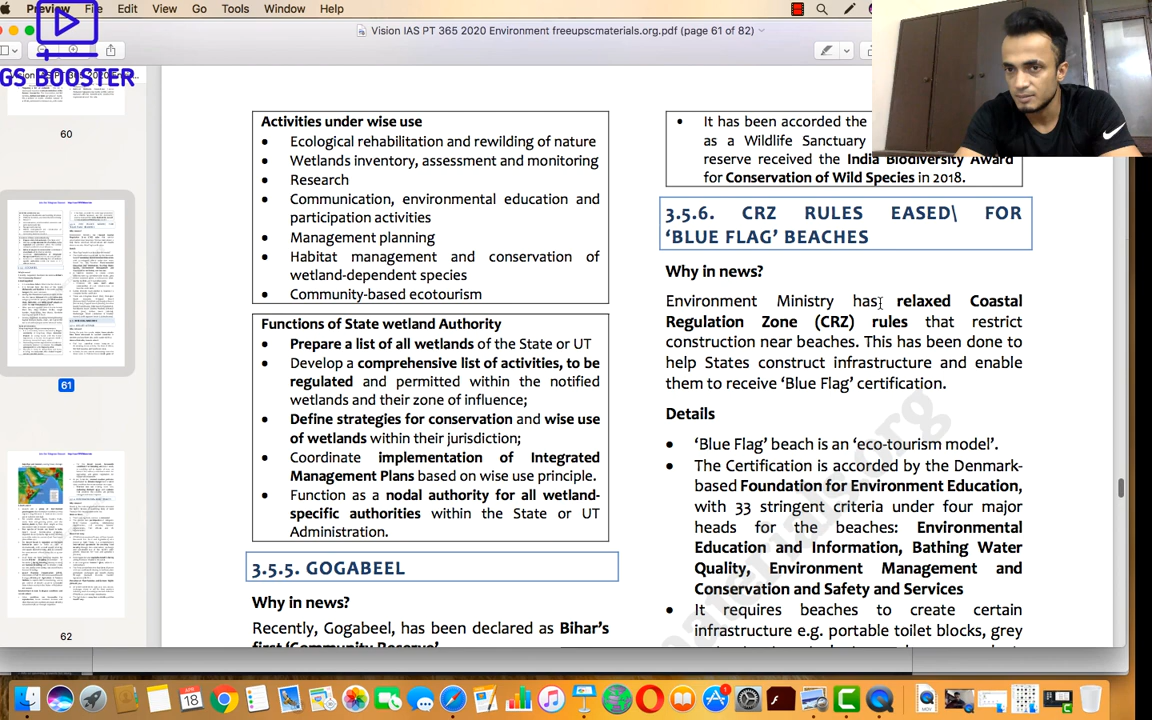 Preview File Edit View Go Tools Window Help
Vision IAS PT 365 2020 Environment freeupscmaterials.org.pdf (page 61 of 82)
GS BOOSTER
60
61
62
Activities under wise use
• Ecological rehabilitation and rewilding of nature
• Wetlands inventory, assessment and monitoring
• Research
• Communication, environmental education and
participation activities
• Management planning
• Habitat management and conservation of
wetland-dependent species
• Community-based ecotourism
Functions of State wetland Authority
• Prepare a list of all wetlands of the State or UT
• Develop a comprehensive list of activities, to be
regulated and permitted within the notified
wetlands and their zone of influence;
• Define strategies for conservation and wise use
of wetlands within their jurisdiction;
• Coordinate implementation of Integrated
Management Plans based on wise use principle.
Function as a nodal authority for all wetland-
specific authorities within the State or UT
Administration.
3.5.5. GOGABEEL
Why in news?
Recently, Gogabeel, has been declared as Bihar's
first 'Community Reserve'.
• It has been accorded the
as a Wildlife Sanctuary
reserve received the India Biodiversity Award
for Conservation of Wild Species in 2018.
3.5.6. CRZ RULES EASED\ FOR
'BLUE FLAG' BEACHES
Why in news?
Environment Ministry has relaxed Coastal
Regulation Zone (CRZ) rules that restrict
construction near beaches. This has been done to
help States construct infrastructure and enable
them to receive 'Blue Flag' certification.
Details
• 'Blue Flag' beach is an 'eco-tourism model'.
• The Certification is accorded by the Denmark-
based Foundation for Environment Education,
with 33 stringent criteria under four major
heads for the beaches: Environmental
Education and Information, Bathing Water
Quality, Environment Management and
Conservation and Safety and Services
• It requires beaches to create certain
infrastructure e.g. portable toilet blocks, grey
APR
18